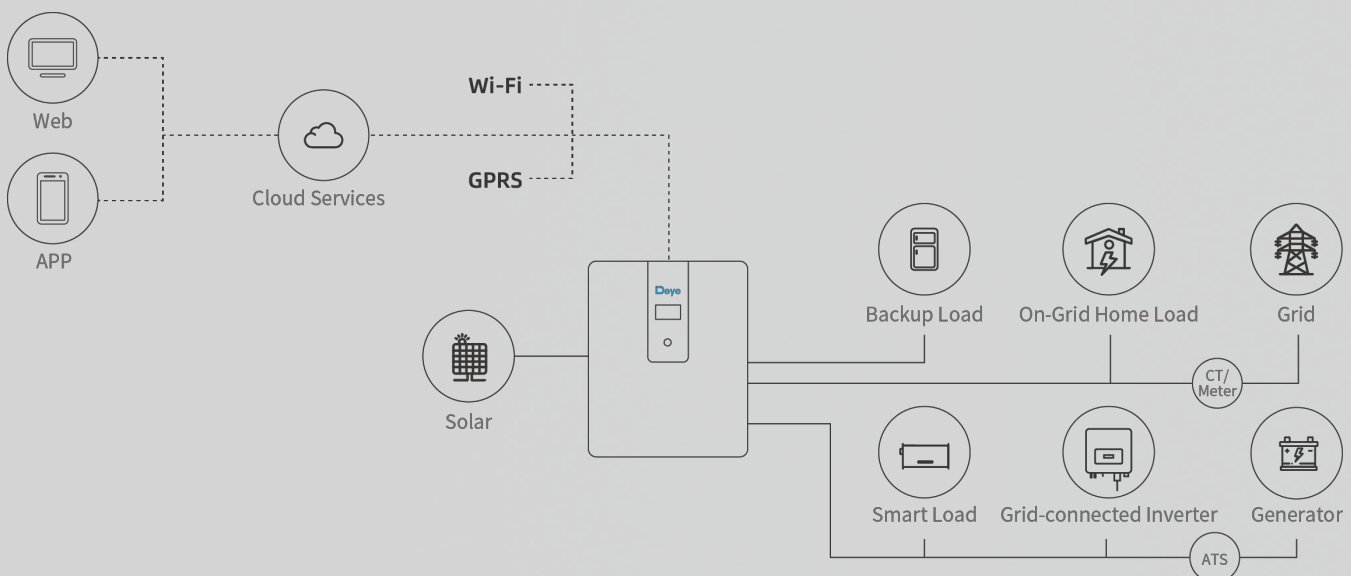 Web
APP
Cloud Services
Wi-Fi
GPRS
Deye
Solar
Backup Load
On-Grid Home Load
Grid
CT/
Meter
Smart Load
Grid-connected Inverter
Generator
ATS